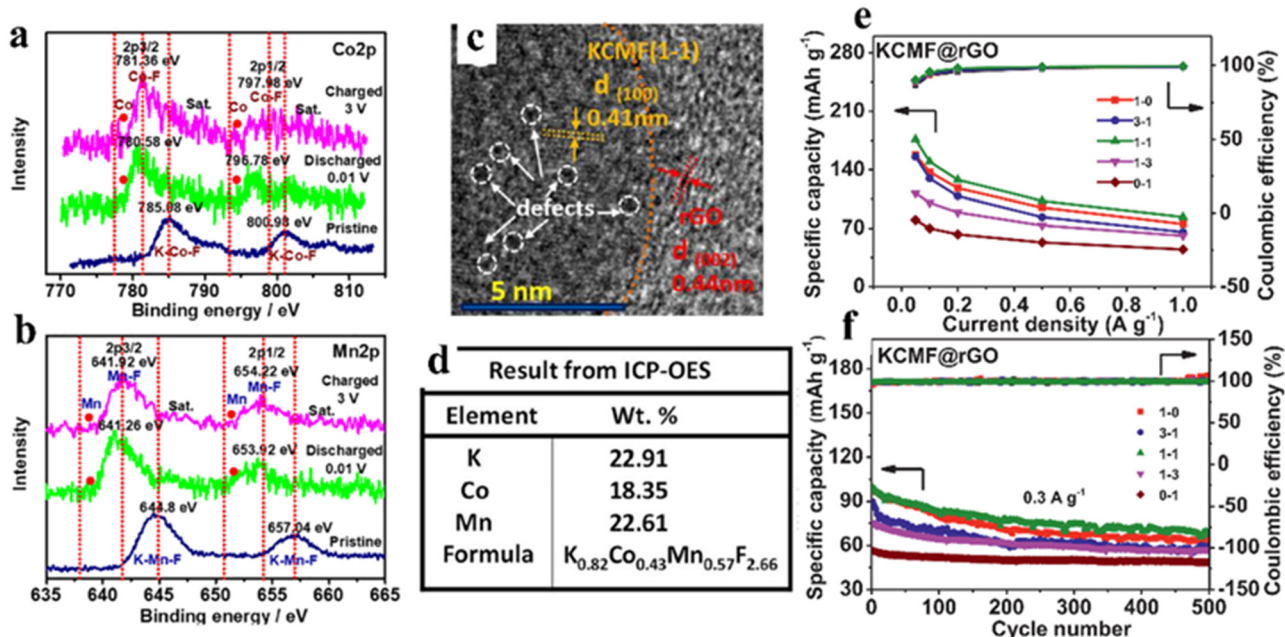 a
Co2p
2p3/2
781.36 eV
Co-F
2p1/2
797.98 eV
Co-F
Co
Sat.
Co
Sat.
Charged
3 V
780.58 eV
796.78 eV
Discharged
0.01 V
785.08 eV
800.98 eV
Pristine
K-Co-F
K-Co-F
Intensity
770 780 790 800 810
Binding energy / eV
b
Mn2p
2p3/2
641.92 eV
Mn-F
2p1/2
654.22 eV
Mn-F
Mn
Sat.
Mn
Sat.
Charged
3 V
641.26 eV
653.92 eV
Discharged
0.01 V
644.8 eV
657.04 eV
Pristine
K-Mn-F
K-Mn-F
Intensity
635 640 645 650 655 660 665
Binding energy / eV
c
KCMF(1-1)
d (100)
0.41nm
defects
rGO
d (002)
0.44nm
5 nm
d
Result from ICP-OES
Element Wt. %
K 22.91
Co 18.35
Mn 22.61
Formula K0.82Co0.43Mn0.57F2.66
e
KCMF@rGO
1-0
3-1
1-1
1-3
0-1
Specific capacity (mAh g-1)
280
210
140
70
0
Coulombic efficiency (%)
100
50
0
-50
0.0 0.2 0.4 0.6 0.8 1.0
Current density (A g-1)
f
KCMF@rGO
1-0
3-1
1-1
1-3
0-1
0.3 A g-1
Specific capacity (mAh g-1)
180
150
120
90
60
30
Coulombic efficiency (%)
150
100
50
0
-50
-100
-150
0 100 200 300 400 500
Cycle number